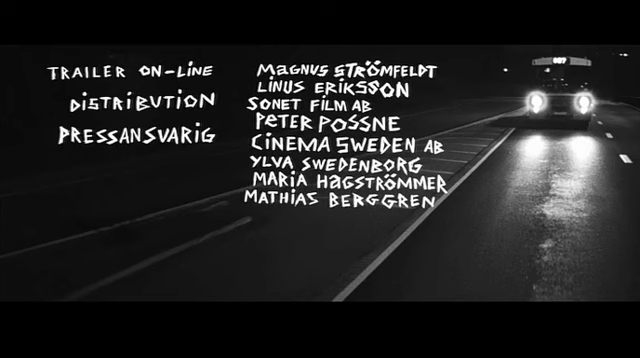 TRAILER ON-LINE
DISTRIBUTION
PRESSANSVARIG
MAGNUS STRÖMFELDT
LINUS ERIKSSON
SONET FILM AB
PETER POSSNE
CINEMA SWEDEN AB
YLVA SWEDENBORG
MARIA HAGSTRÖMMER
MATHIAS BERGGREN